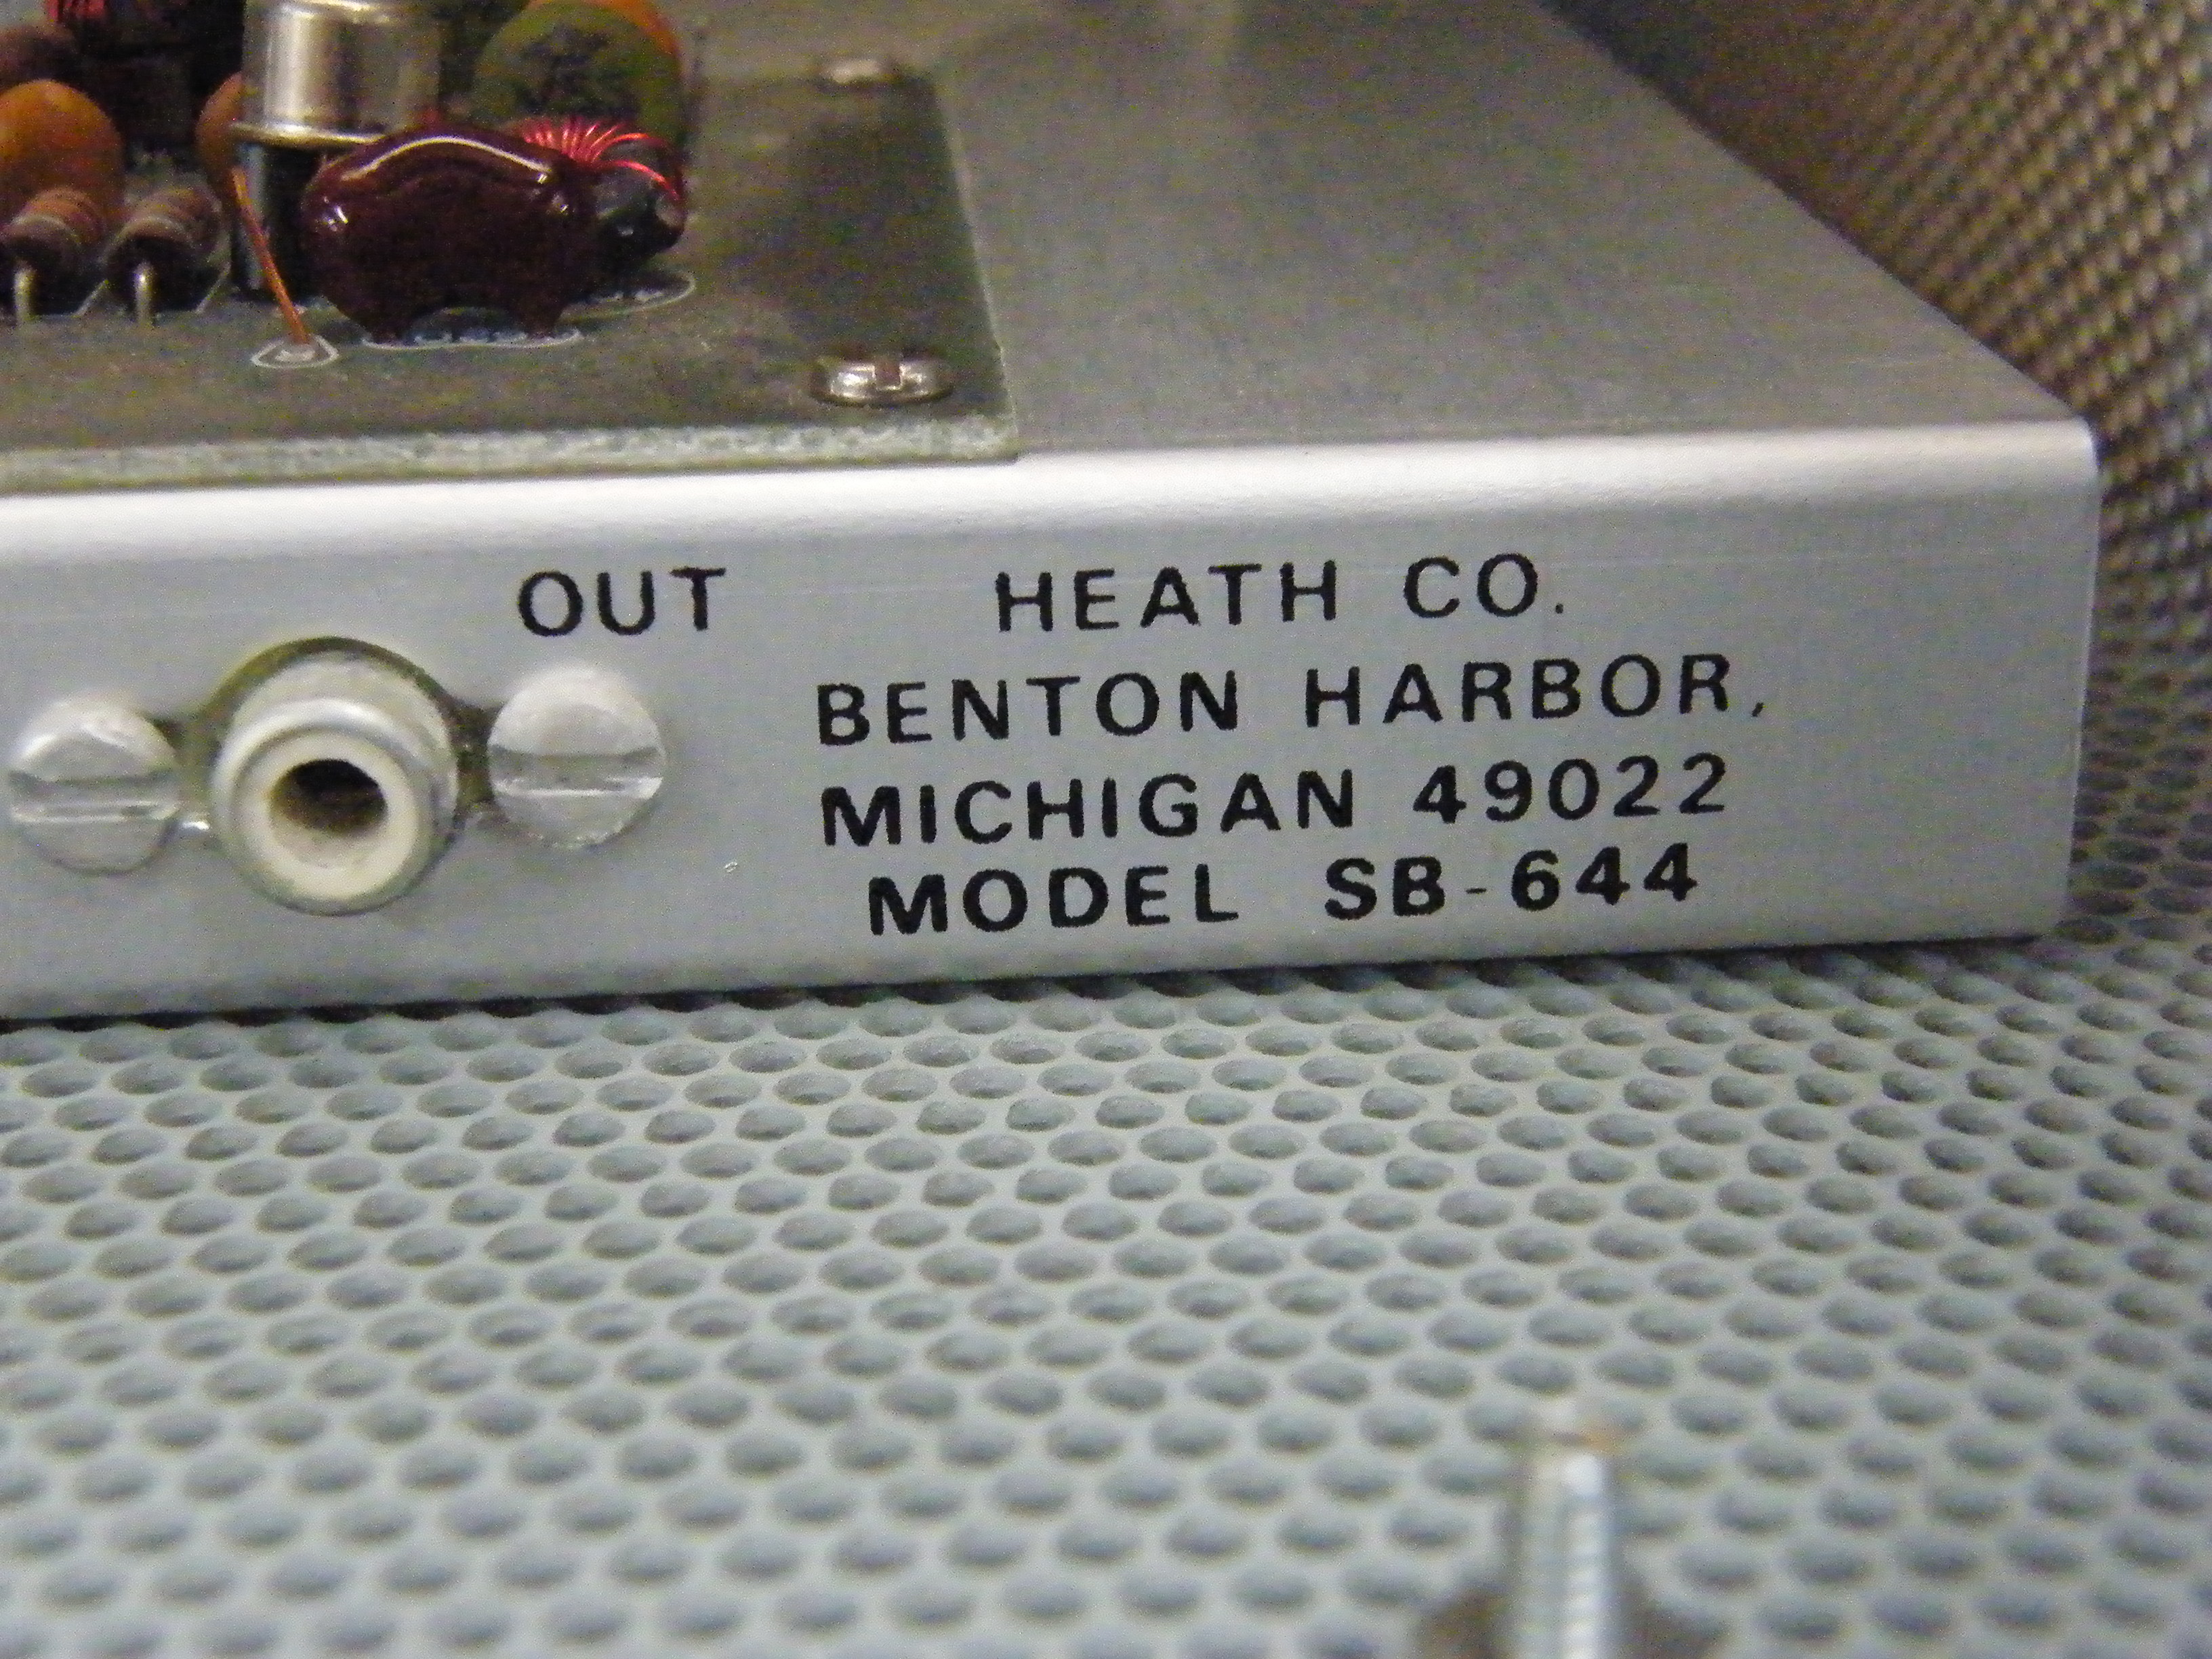 OUT
HEATH CO.
BENTON HARBOR,
MICHIGAN 49022
MODEL SB-644